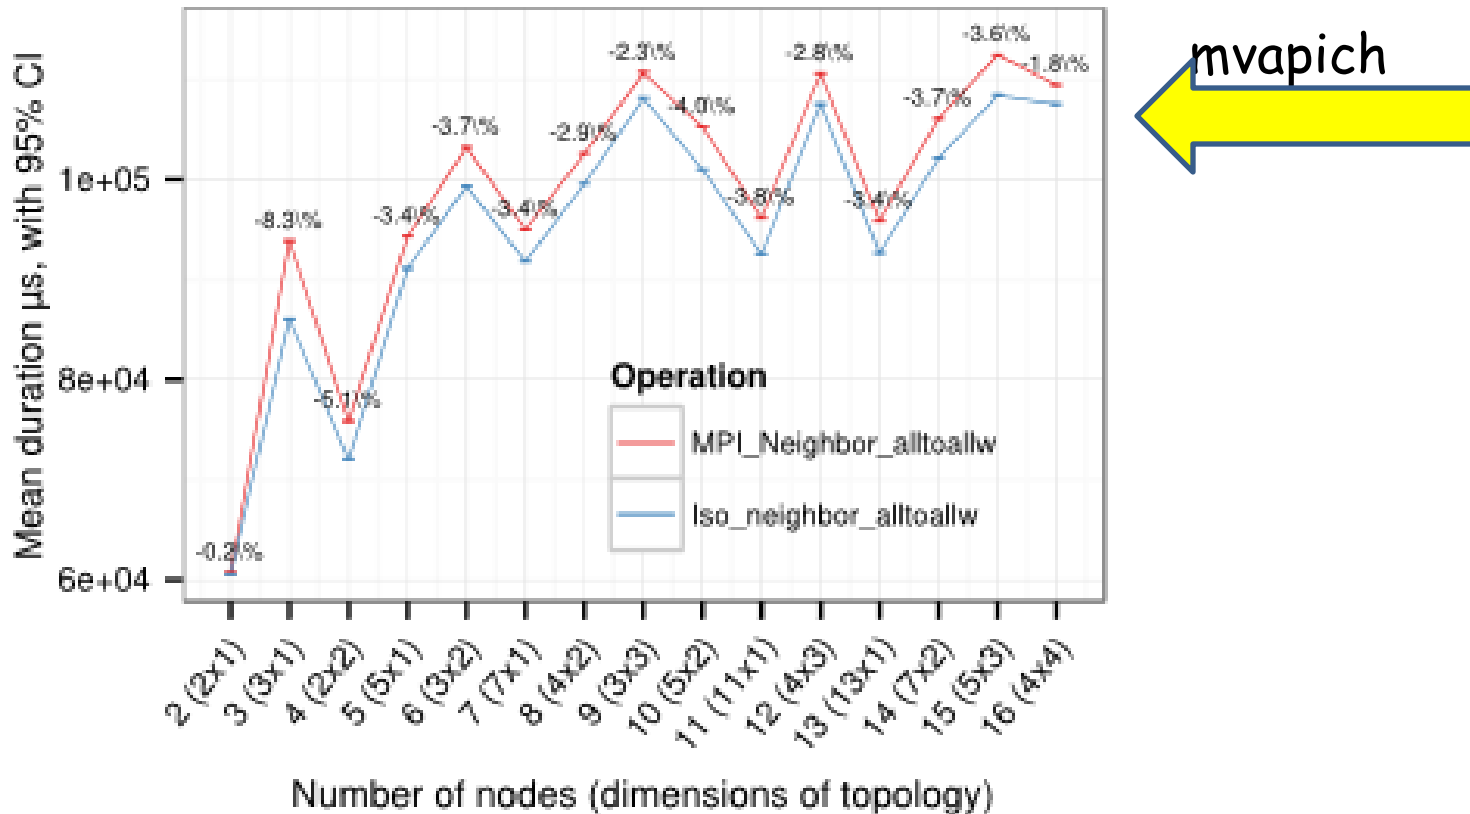 mvapich
Mean duration µs, with 95% CI
1e+05
8e+04
6e+04
-0.2\%
-8.3\%
-5.1\%
-3.4\%
-3.7\%
-3.4\%
-2.9\%
-2.3\%
-4.0\%
-3.8\%
-2.8\%
-3.4\%
-3.7\%
-3.6\%
-1.8\%
Operation
MPI_Neighbor_alltoallw
Iso_neighbor_alltoallw
2 (2x1)
3 (3x1)
4 (2x2)
5 (5x1)
6 (3x2)
7 (7x1)
8 (4x2)
9 (3x3)
10 (5x2)
11 (11x1)
12 (4x3)
13 (13x1)
14 (7x2)
15 (5x3)
16 (4x4)
Number of nodes (dimensions of topology)